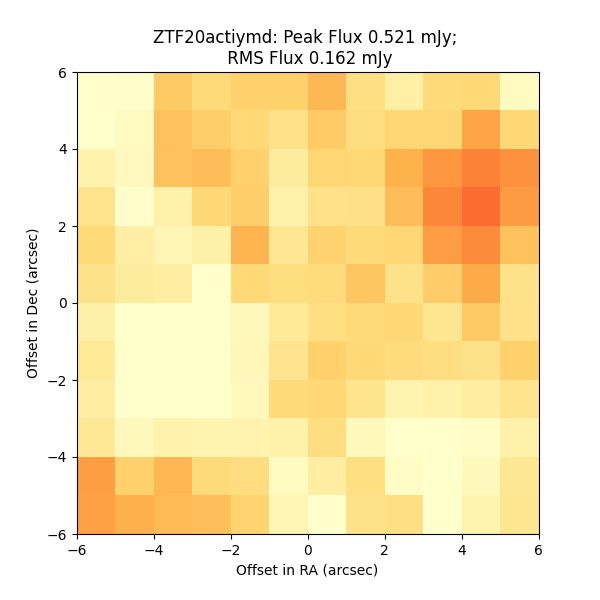 ZTF20actiymd: Peak Flux 0.521 mJy;
RMS Flux 0.162 mJy
6
4
2
0
−2
−4
−6
Offset in Dec (arcsec)
−6 −4 −2 0 2 4 6
Offset in RA (arcsec)